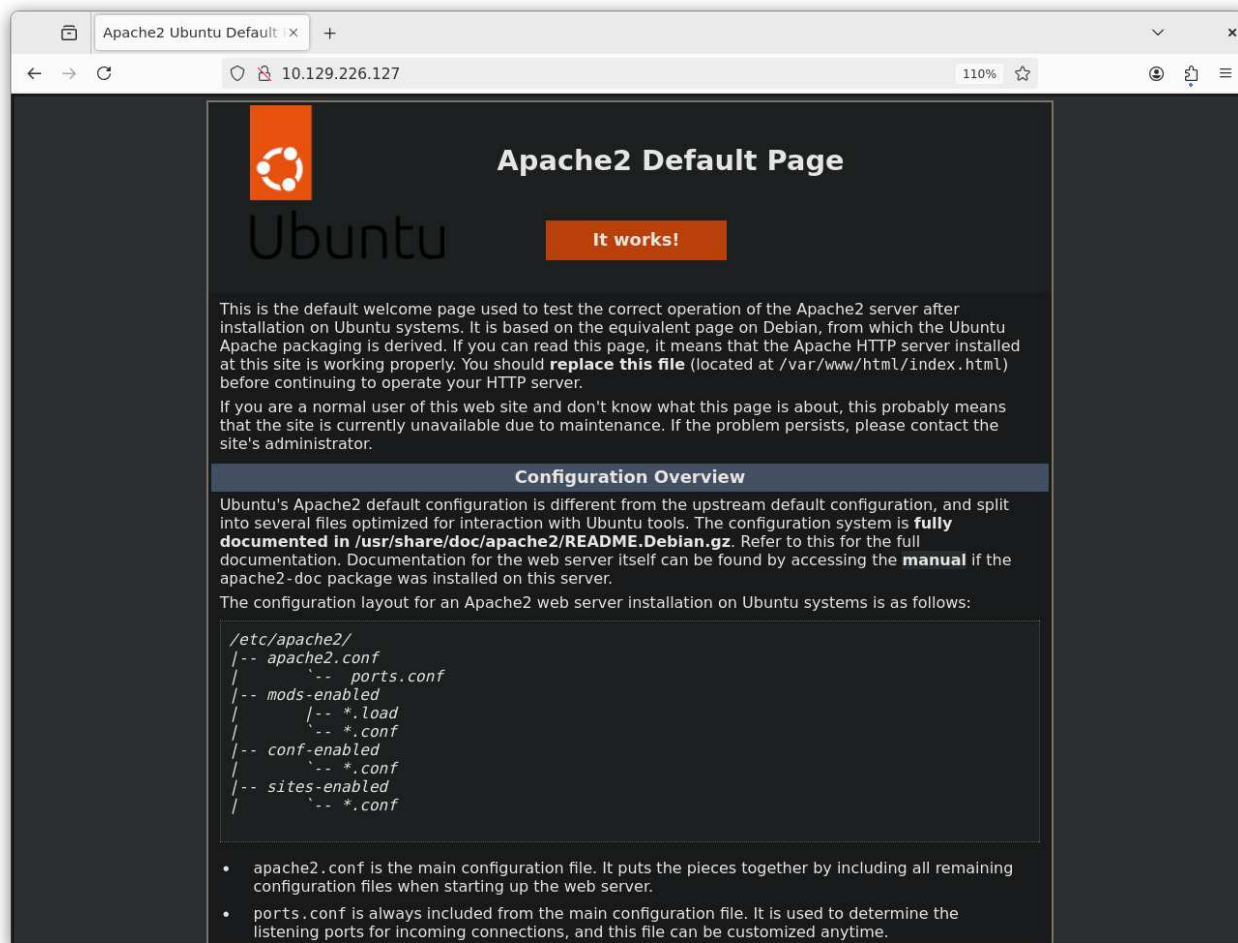 Apache2 Ubuntu Default
10.129.226.127
110%
Ubuntu
Apache2 Default Page
It works!
This is the default welcome page used to test the correct operation of the Apache2 server after
installation on Ubuntu systems. It is based on the equivalent page on Debian, from which the Ubuntu
Apache packaging is derived. If you can read this page, it means that the Apache HTTP server installed
at this site is working properly. You should replace this file (located at /var/www/html/index.html)
before continuing to operate your HTTP server.
If you are a normal user of this web site and don't know what this page is about, this probably means
that the site is currently unavailable due to maintenance. If the problem persists, please contact the
site's administrator.
Configuration Overview
Ubuntu's Apache2 default configuration is different from the upstream default configuration, and split
into several files optimized for interaction with Ubuntu tools. The configuration system is fully
documented in /usr/share/doc/apache2/README.Debian.gz. Refer to this for the full
documentation. Documentation for the web server itself can be found by accessing the manual if the
apache2-doc package was installed on this server.
The configuration layout for an Apache2 web server installation on Ubuntu systems is as follows:
/etc/apache2/
|-- apache2.conf
|       `--  ports.conf
|-- mods-enabled
|       |-- *.load
|       `-- *.conf
|-- conf-enabled
|       `-- *.conf
|-- sites-enabled
|       `-- *.conf
• apache2.conf is the main configuration file. It puts the pieces together by including all remaining
configuration files when starting up the web server.
• ports.conf is always included from the main configuration file. It is used to determine the
listening ports for incoming connections, and this file can be customized anytime.